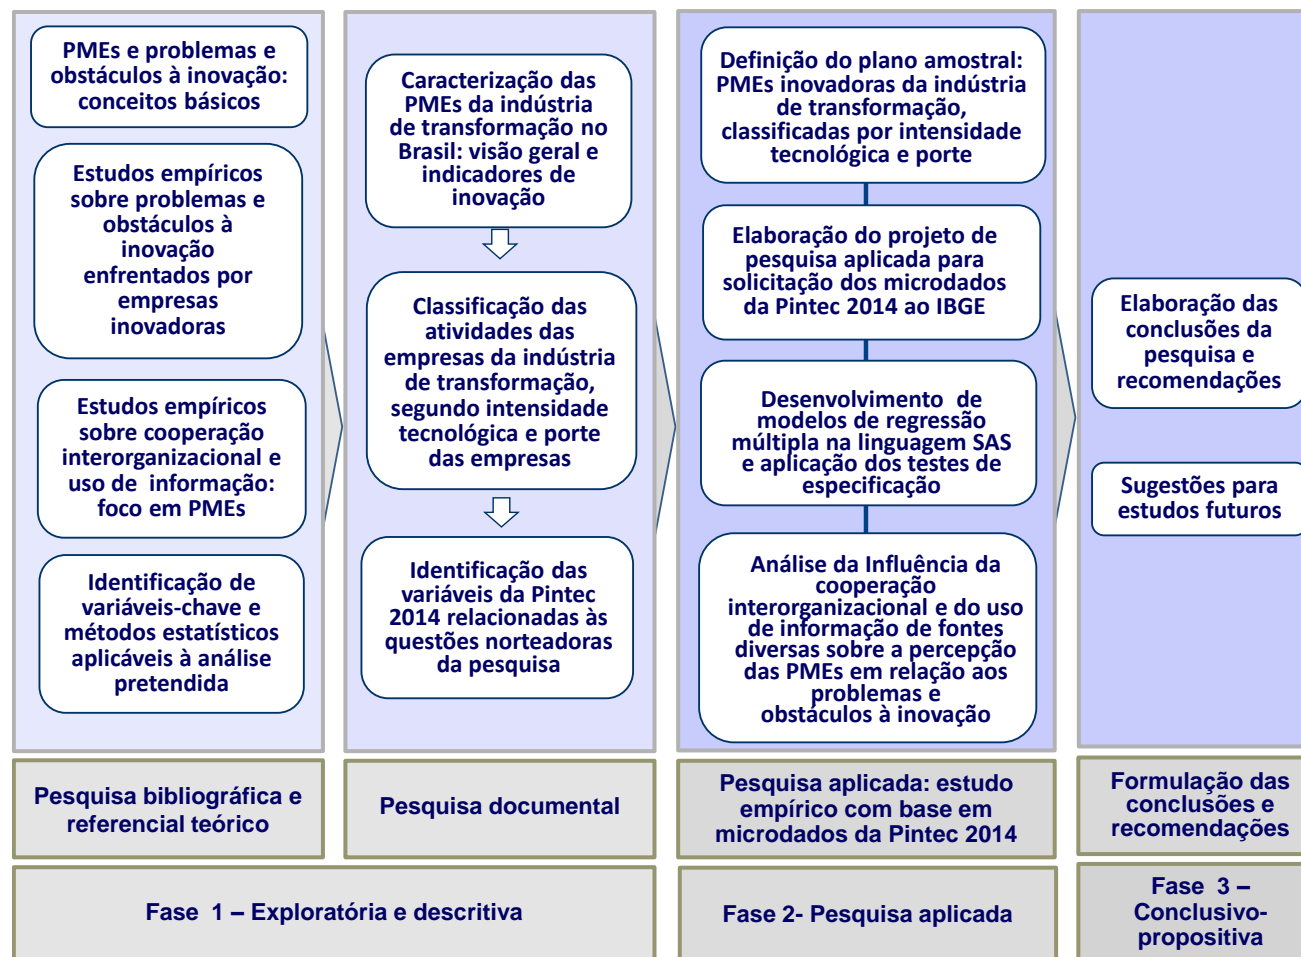 PMEs e problemas e
obstáculos à inovação:
conceitos básicos
Estudos empíricos
sobre problemas e
obstáculos à
inovação
enfrentados por
empresas
inovadoras
Estudos empíricos
sobre cooperação
interorganizacional e
uso de informação:
foco em PMEs
Identificação de
variáveis-chave e
métodos estatísticos
aplicáveis à análise
pretendida
Caracterização das
PMEs da indústria
de transformação no
Brasil: visão geral e
indicadores de
inovação
Classificação das
atividades das
empresas da indústria
de transformação,
segundo intensidade
tecnológica e porte
das empresas
Identificação das
variáveis da Pintec
2014 relacionadas às
questões norteadoras
da pesquisa
Definição do plano amostral:
PMEs inovadoras da indústria
de transformação,
classificadas por intensidade
tecnológica e porte
Elaboração do projeto de
pesquisa aplicada para
solicitação dos microdados
da Pintec 2014 ao IBGE
Desenvolvimento de
modelos de regressão
múltipla na linguagem SAS
e aplicação dos testes de
especificação
Análise da Influência da
cooperação
interorganizacional e do uso
de informação de fontes
diversas sobre a percepção
das PMEs em relação aos
problemas e
obstáculos à inovação
Elaboração das
conclusões da
pesquisa e
recomendações
Sugestões para
estudos futuros
Pesquisa bibliográfica e
referencial teórico
Pesquisa documental
Pesquisa aplicada: estudo
empírico com base em
microdados da Pintec 2014
Formulação das
conclusões e
recomendações
Fase 1 – Exploratória e descritiva
Fase 2- Pesquisa aplicada
Fase 3 –
Conclusivo-
propositiva